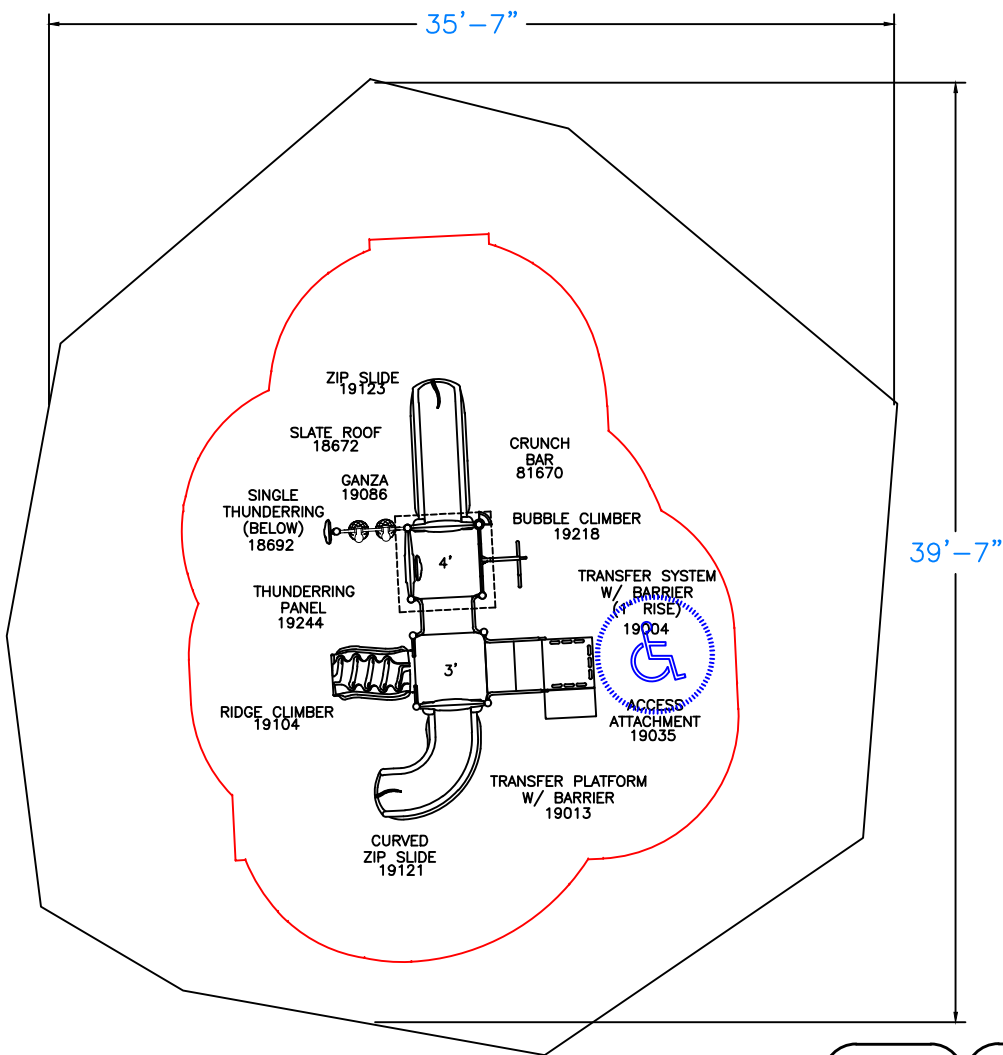 35'-7"
ZIP SLIDE
19123
SLATE ROOF
18672
CRUNCH
BAR
81670
GANZA
19086
SINGLE
THUNDERRING
(BELOW)
18692
BUBBLE CLIMBER
19218
39'-7"
4'
THUNDERRING
PANEL
19244
TRANSFER SYSTEM
W/ BARRIER
(1' RISE)
19004
3'
RIDGE CLIMBER
19104
ACCESS
ATTACHMENT
19035
TRANSFER PLATFORM
W/ BARRIER
19013
CURVED
ZIP SLIDE
19121